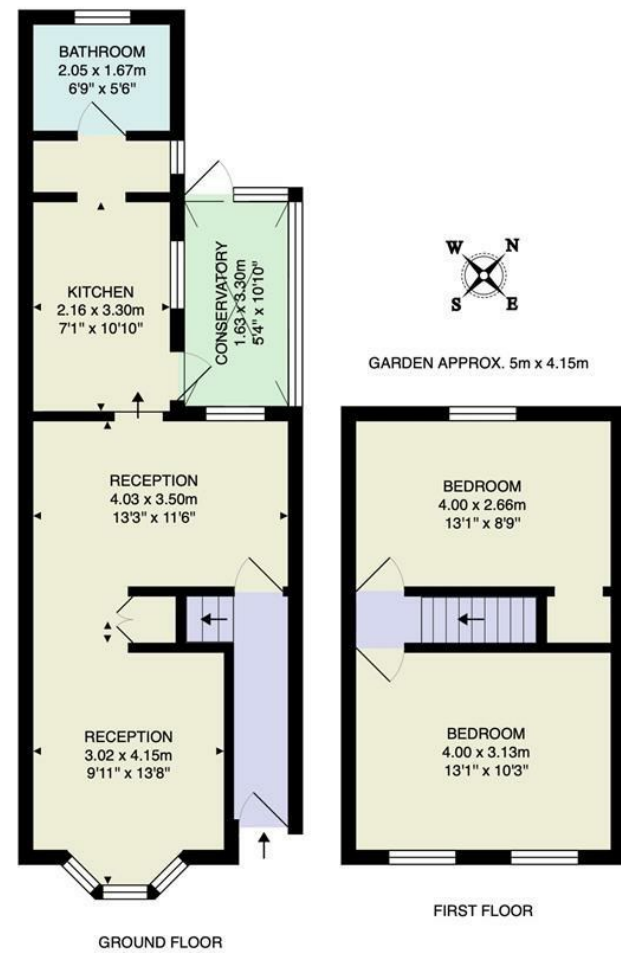 BATHROOM
2.05 x 1.67m
6'9" x 5'6"
KITCHEN
2.16 x 3.30m
7'1" x 10'10"
CONSERVATORY
1.63 x 3.30m
5'4" x 10'10"
W N
S E
GARDEN APPROX. 5m x 4.15m
RECEPTION
4.03 x 3.50m
13'3" x 11'6"
RECEPTION
3.02 x 4.15m
9'11" x 13'8"
GROUND FLOOR
BEDROOM
4.00 x 2.66m
13'1" x 8'9"
BEDROOM
4.00 x 3.13m
13'1" x 10'3"
FIRST FLOOR